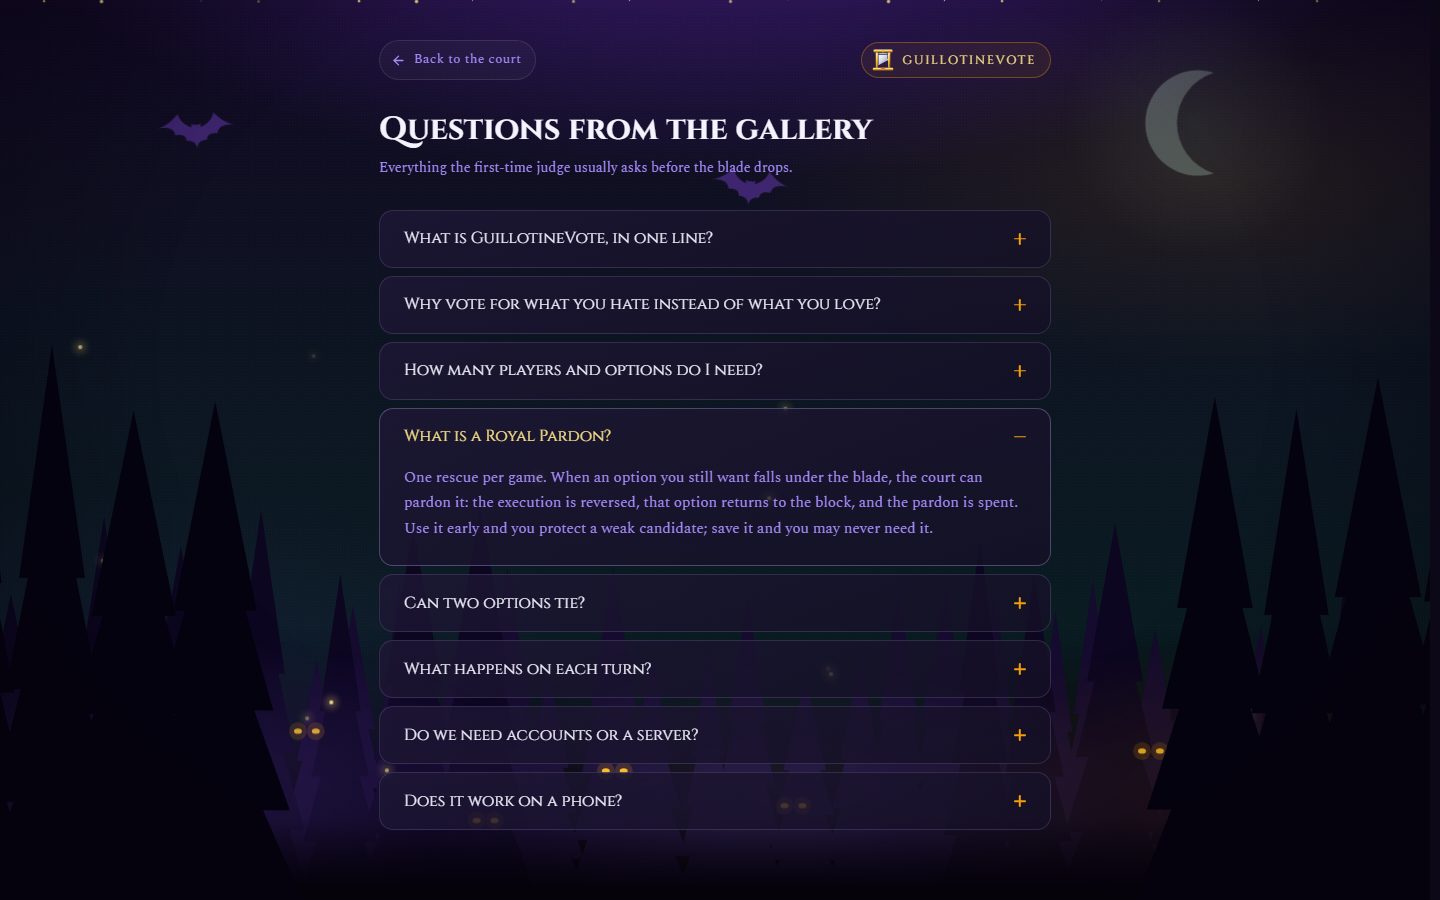 Back to the court
GUILLOTINEVOTE
Questions from the gallery
Everything the first-time judge usually asks before the blade drops.
What is GuillotineVote, in one line?
Why vote for what you hate instead of what you love?
How many players and options do I need?
What is a Royal Pardon?
One rescue per game. When an option you still want falls under the blade, the court can
pardon it: the execution is reversed, that option returns to the block, and the pardon is spent.
Use it early and you protect a weak candidate; save it and you may never need it.
Can two options tie?
What happens on each turn?
Do we need accounts or a server?
Does it work on a phone?